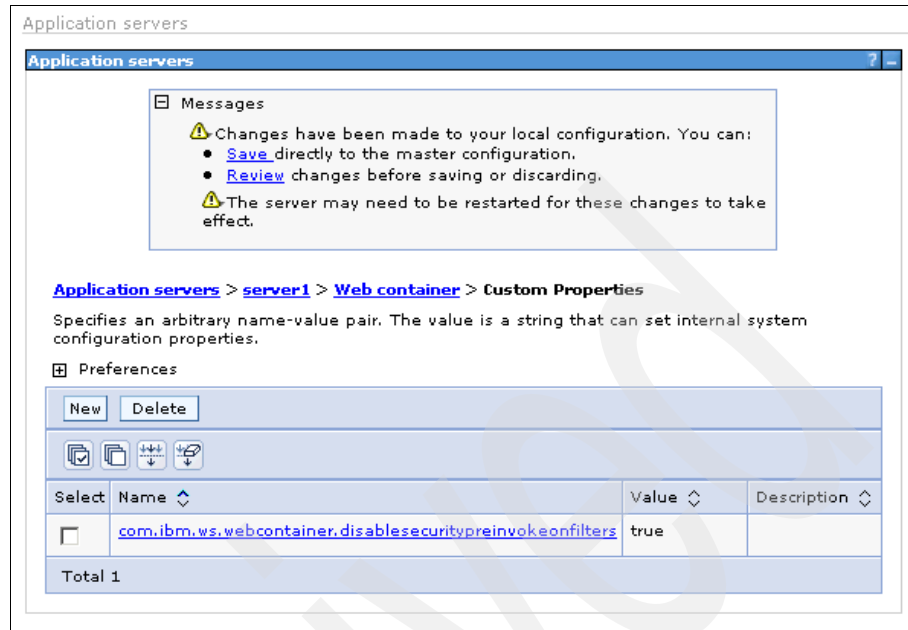 Application servers
Application servers ? _
Messages
Changes have been made to your local configuration. You can:
• Save directly to the master configuration.
• Review changes before saving or discarding.
The server may need to be restarted for these changes to take
effect.
Application servers > server1 > Web container > Custom Properties
Specifies an arbitrary name-value pair. The value is a string that can set internal system
configuration properties.
Preferences
New Delete
Select Name Value Description
com.ibm.ws.webcontainer.disablesecuritypreinvokeonfilters true
Total 1